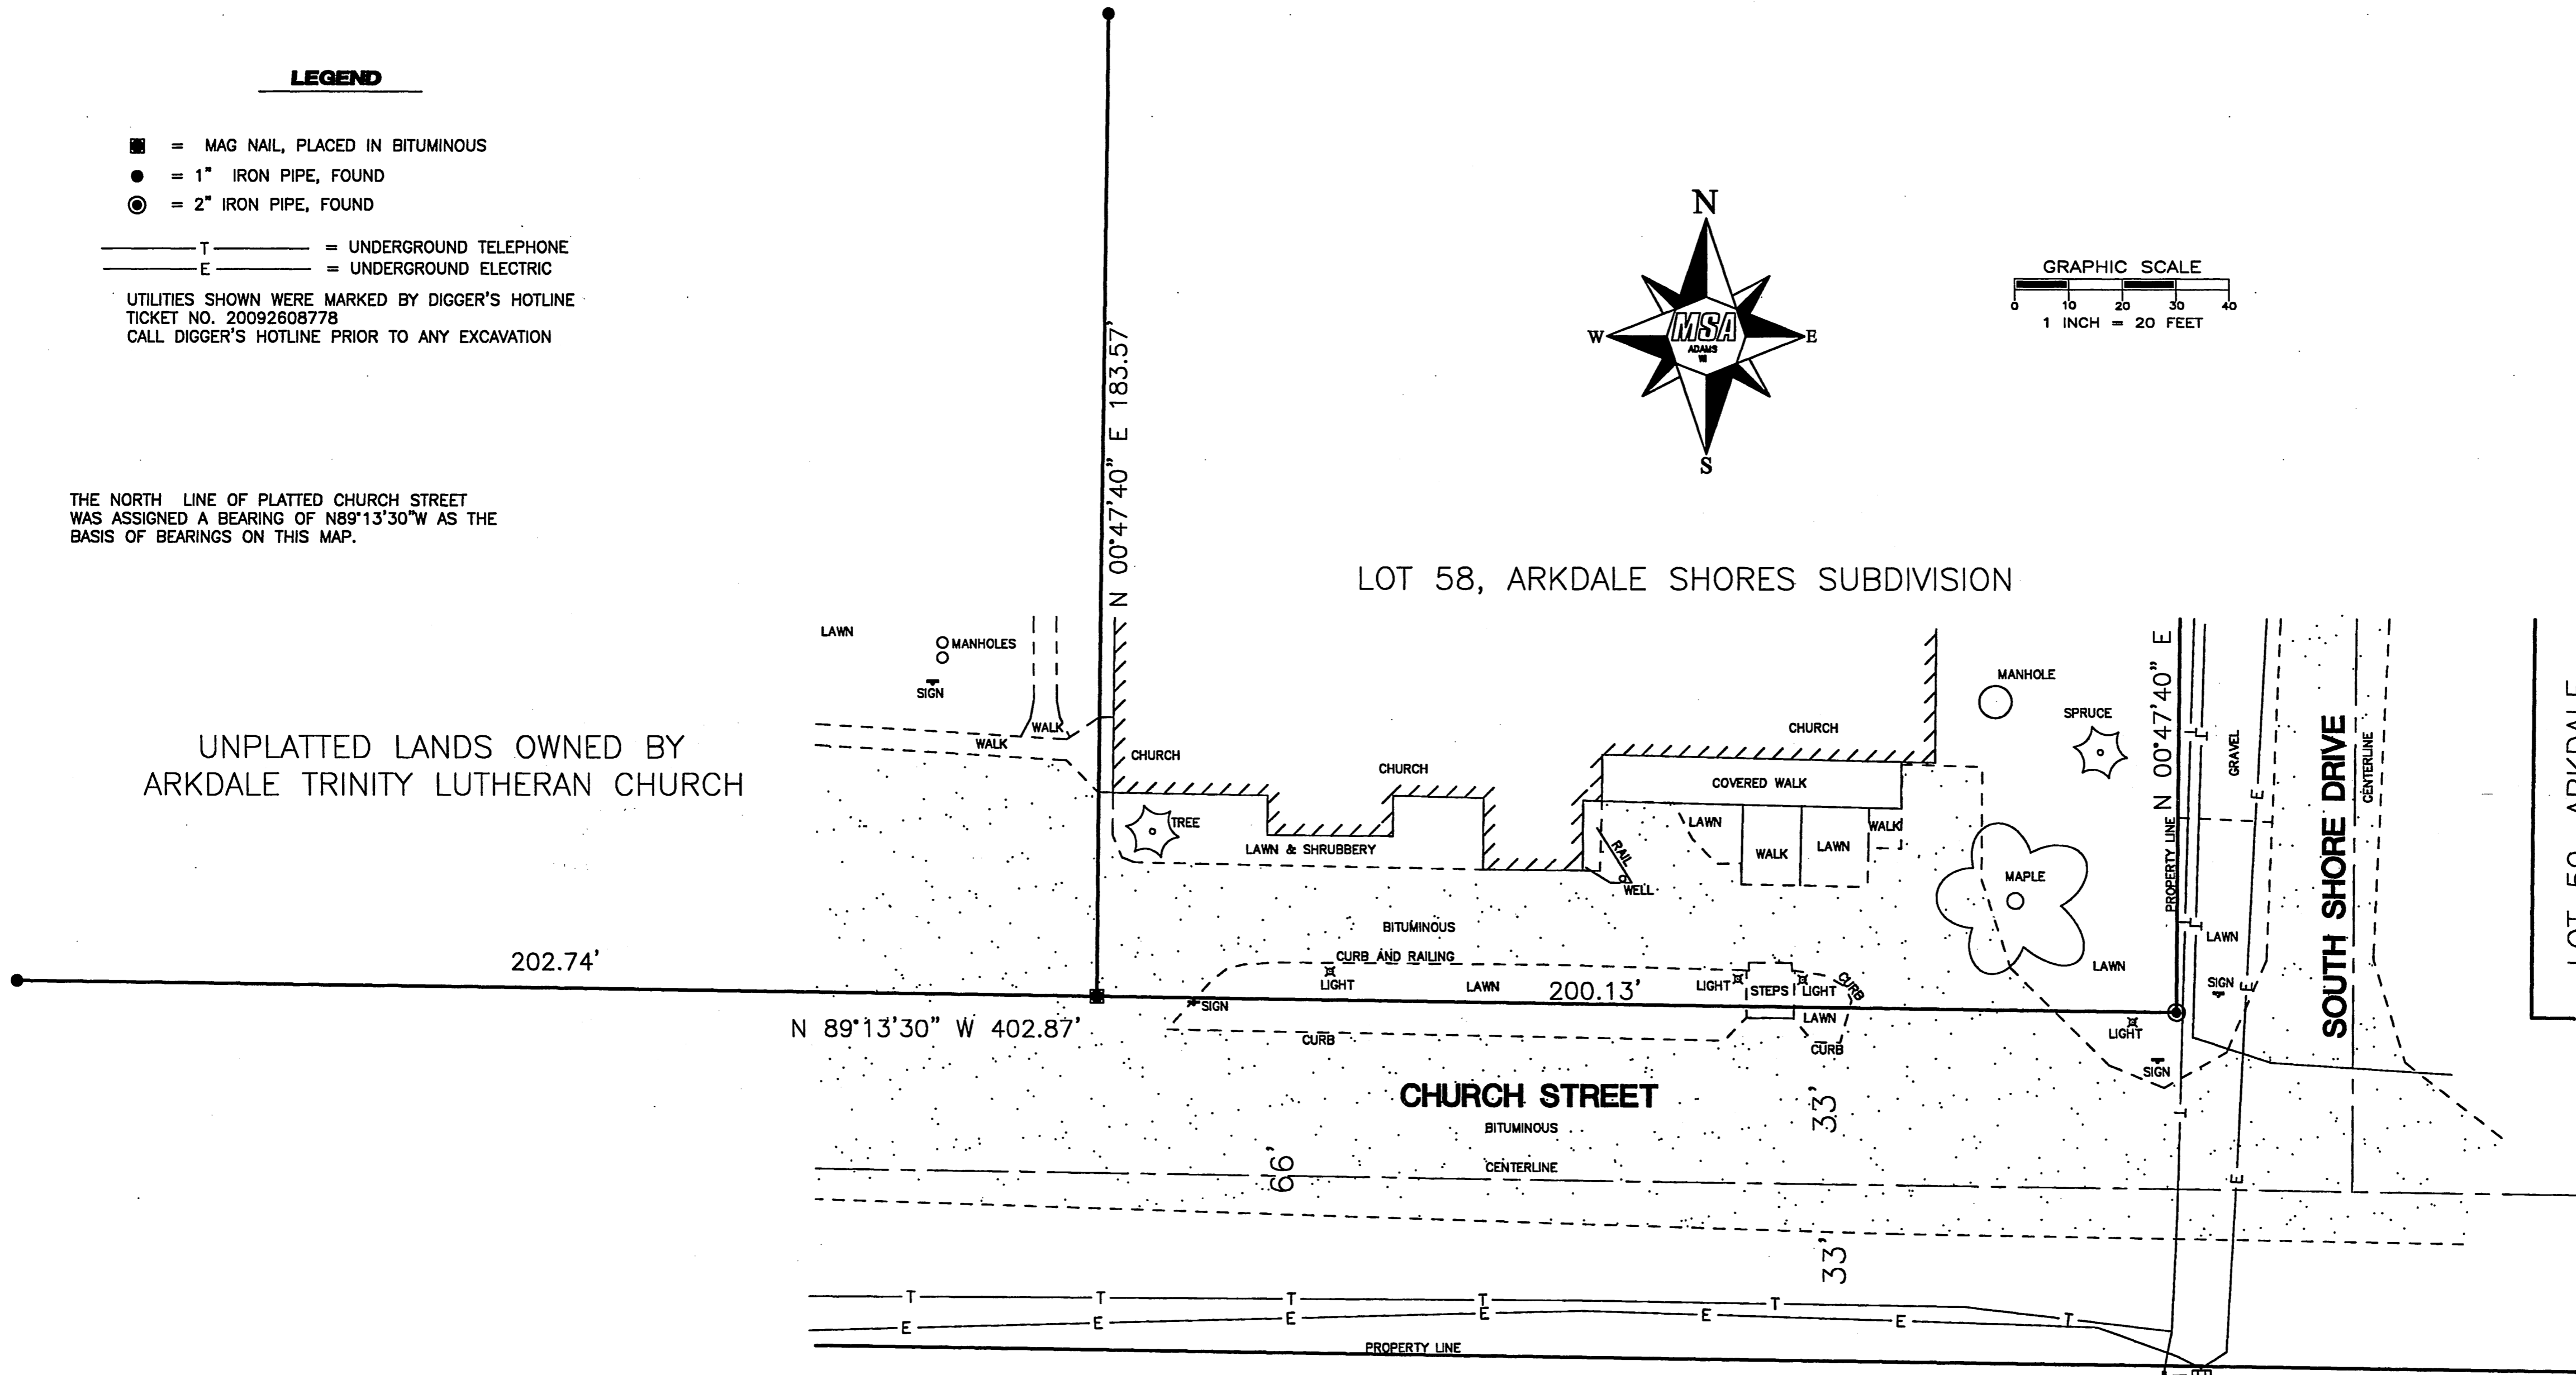 LEGEND
= MAG NAIL, PLACED IN BITUMINOUS
= 1" IRON PIPE, FOUND
= 2" IRON PIPE, FOUND
T = UNDERGROUND TELEPHONE
E = UNDERGROUND ELECTRIC
UTILITIES SHOWN WERE MARKED BY DIGGER'S HOTLINE
TICKET NO. 20092608778
CALL DIGGER'S HOTLINE PRIOR TO ANY EXCAVATION
THE NORTH LINE OF PLATTED CHURCH STREET
WAS ASSIGNED A BEARING OF N89°13'30"W AS THE
BASIS OF BEARINGS ON THIS MAP.
N
W
E
S
MSA
ADAMS
WI
GRAPHIC SCALE
0 10 20 30 40
1 INCH = 20 FEET
N 00°47'40" E 183.57'
LOT 58, ARKDALE SHORES SUBDIVISION
UNPLATTED LANDS OWNED BY
ARKDALE TRINITY LUTHERAN CHURCH
LAWN
MANHOLES
SIGN
WALK
WALK
CHURCH
CHURCH
CHURCH
COVERED WALK
TREE
LAWN & SHRUBBERY
RAIL
WELL
LAWN
WALK
LAWN
WALK
MANHOLE
SPRUCE
MAPLE
LAWN
N 00°47'40" E
PROPERTY LINE
T
T
GRAVEL
E
LAWN
SIGN
E
SOUTH SHORE DRIVE
CENTERLINE
BITUMINOUS
CURB AND RAILING
LIGHT
LAWN
200.13'
LIGHT
STEPS
LIGHT
CURB
SIGN
LAWN
CURB
CURB
LIGHT
SIGN
202.74'
N 89°13'30" W 402.87'
CHURCH STREET
BITUMINOUS
CENTERLINE
66'
33'
33'
T
E
T T T T T T
E E E E E E
PROPERTY LINE